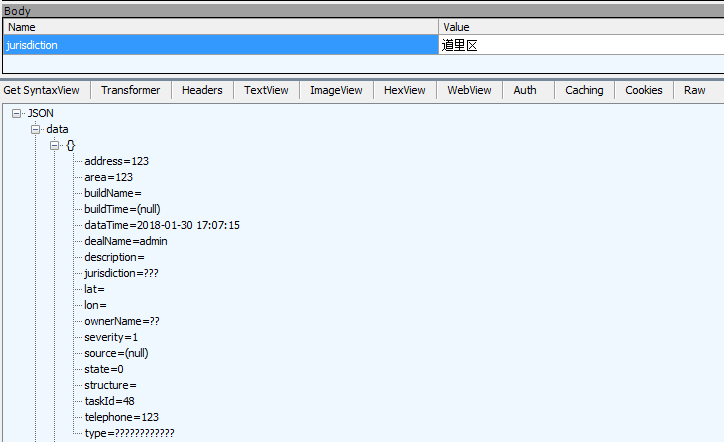 Body
Name Value
jurisdiction 道里区
Get SyntaxView Transformer Headers TextView ImageView HexView WebView Auth Caching Cookies Raw
JSON
data
{}
address=123
area=123
buildName=
buildTime=(null)
dataTime=2018-01-30 17:07:15
dealName=admin
description=
jurisdiction=???
lat=
lon=
ownerName=??
severity=1
source=(null)
state=0
structure=
taskId=48
telephone=123
type=????????????